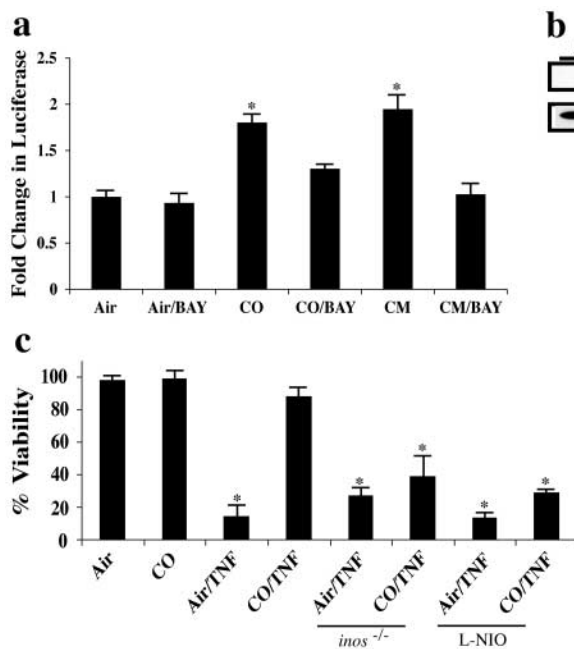 a
b
Fold Change in Luciferase
2.5
2
1.5
1
0.5
0
*
*
Air
Air/BAY
CO
CO/BAY
CM
CM/BAY
c
% Viability
100
80
60
40
20
0
*
*
*
*
*
Air
CO
Air/TNF
CO/TNF
Air/TNF
CO/TNF
Air/TNF
CO/TNF
inos -/-
L-NIO